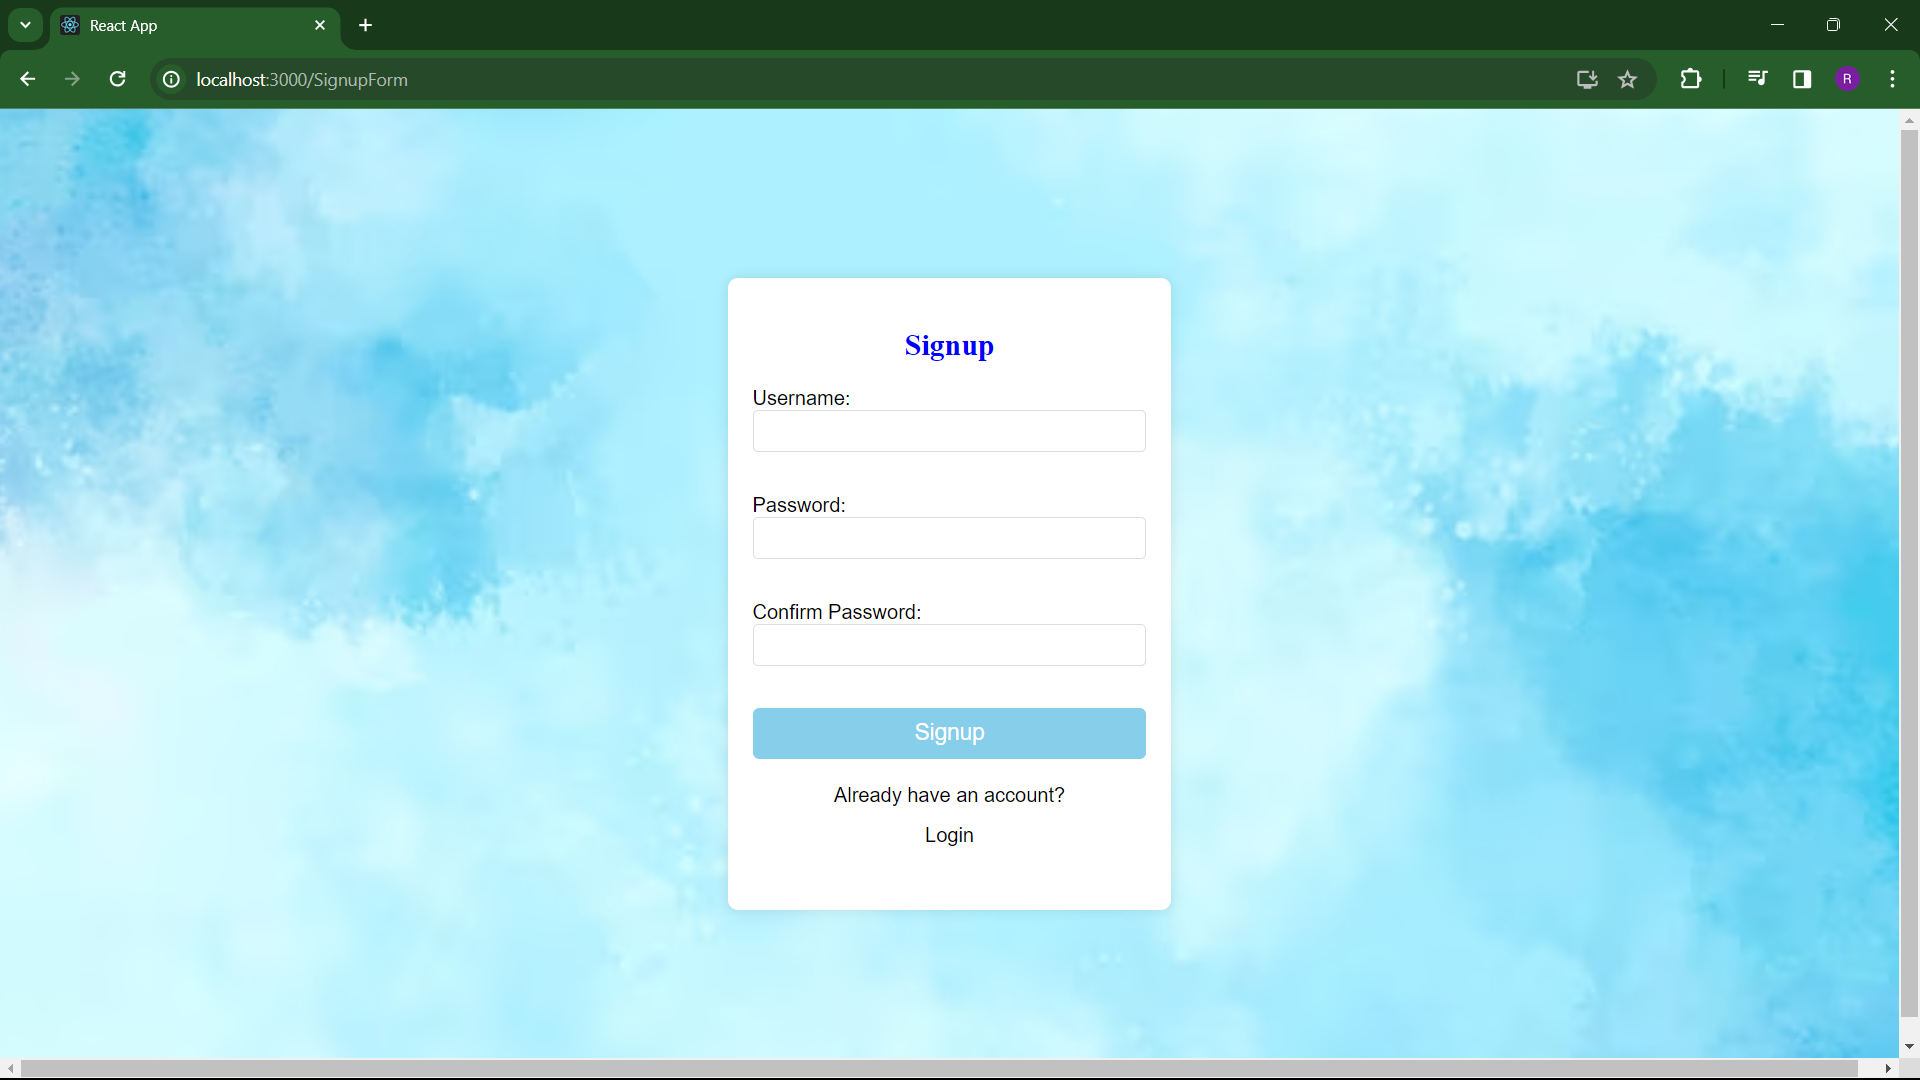 React App
localhost:3000/SignupForm
R
Signup
Username:
Password:
Confirm Password:
Signup
Already have an account?
Login